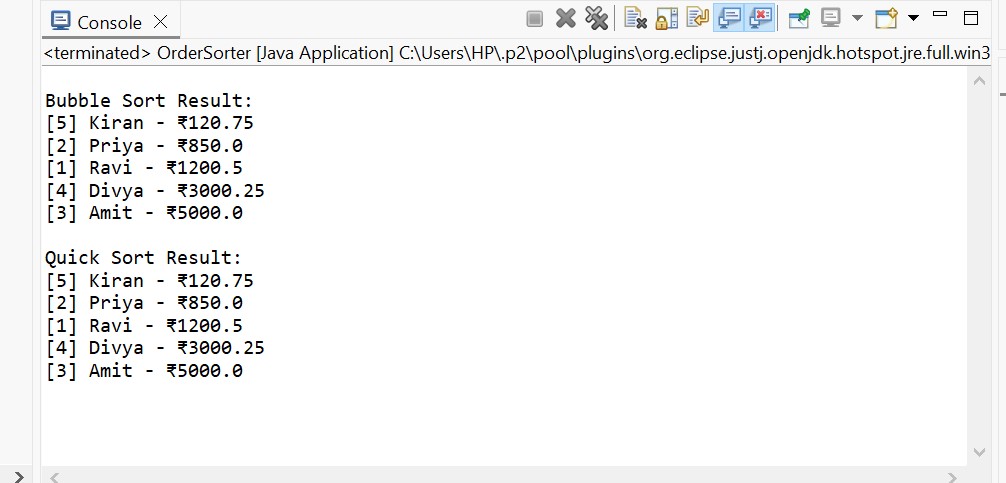 Console
<terminated> OrderSorter [Java Application] C:\Users\HP\.p2\pool\plugins\org.eclipse.justj.openjdk.hotspot.jre.full.win3
Bubble Sort Result:
[5] Kiran - ₹120.75
[2] Priya - ₹850.0
[1] Ravi - ₹1200.5
[4] Divya - ₹3000.25
[3] Amit - ₹5000.0
Quick Sort Result:
[5] Kiran - ₹120.75
[2] Priya - ₹850.0
[1] Ravi - ₹1200.5
[4] Divya - ₹3000.25
[3] Amit - ₹5000.0